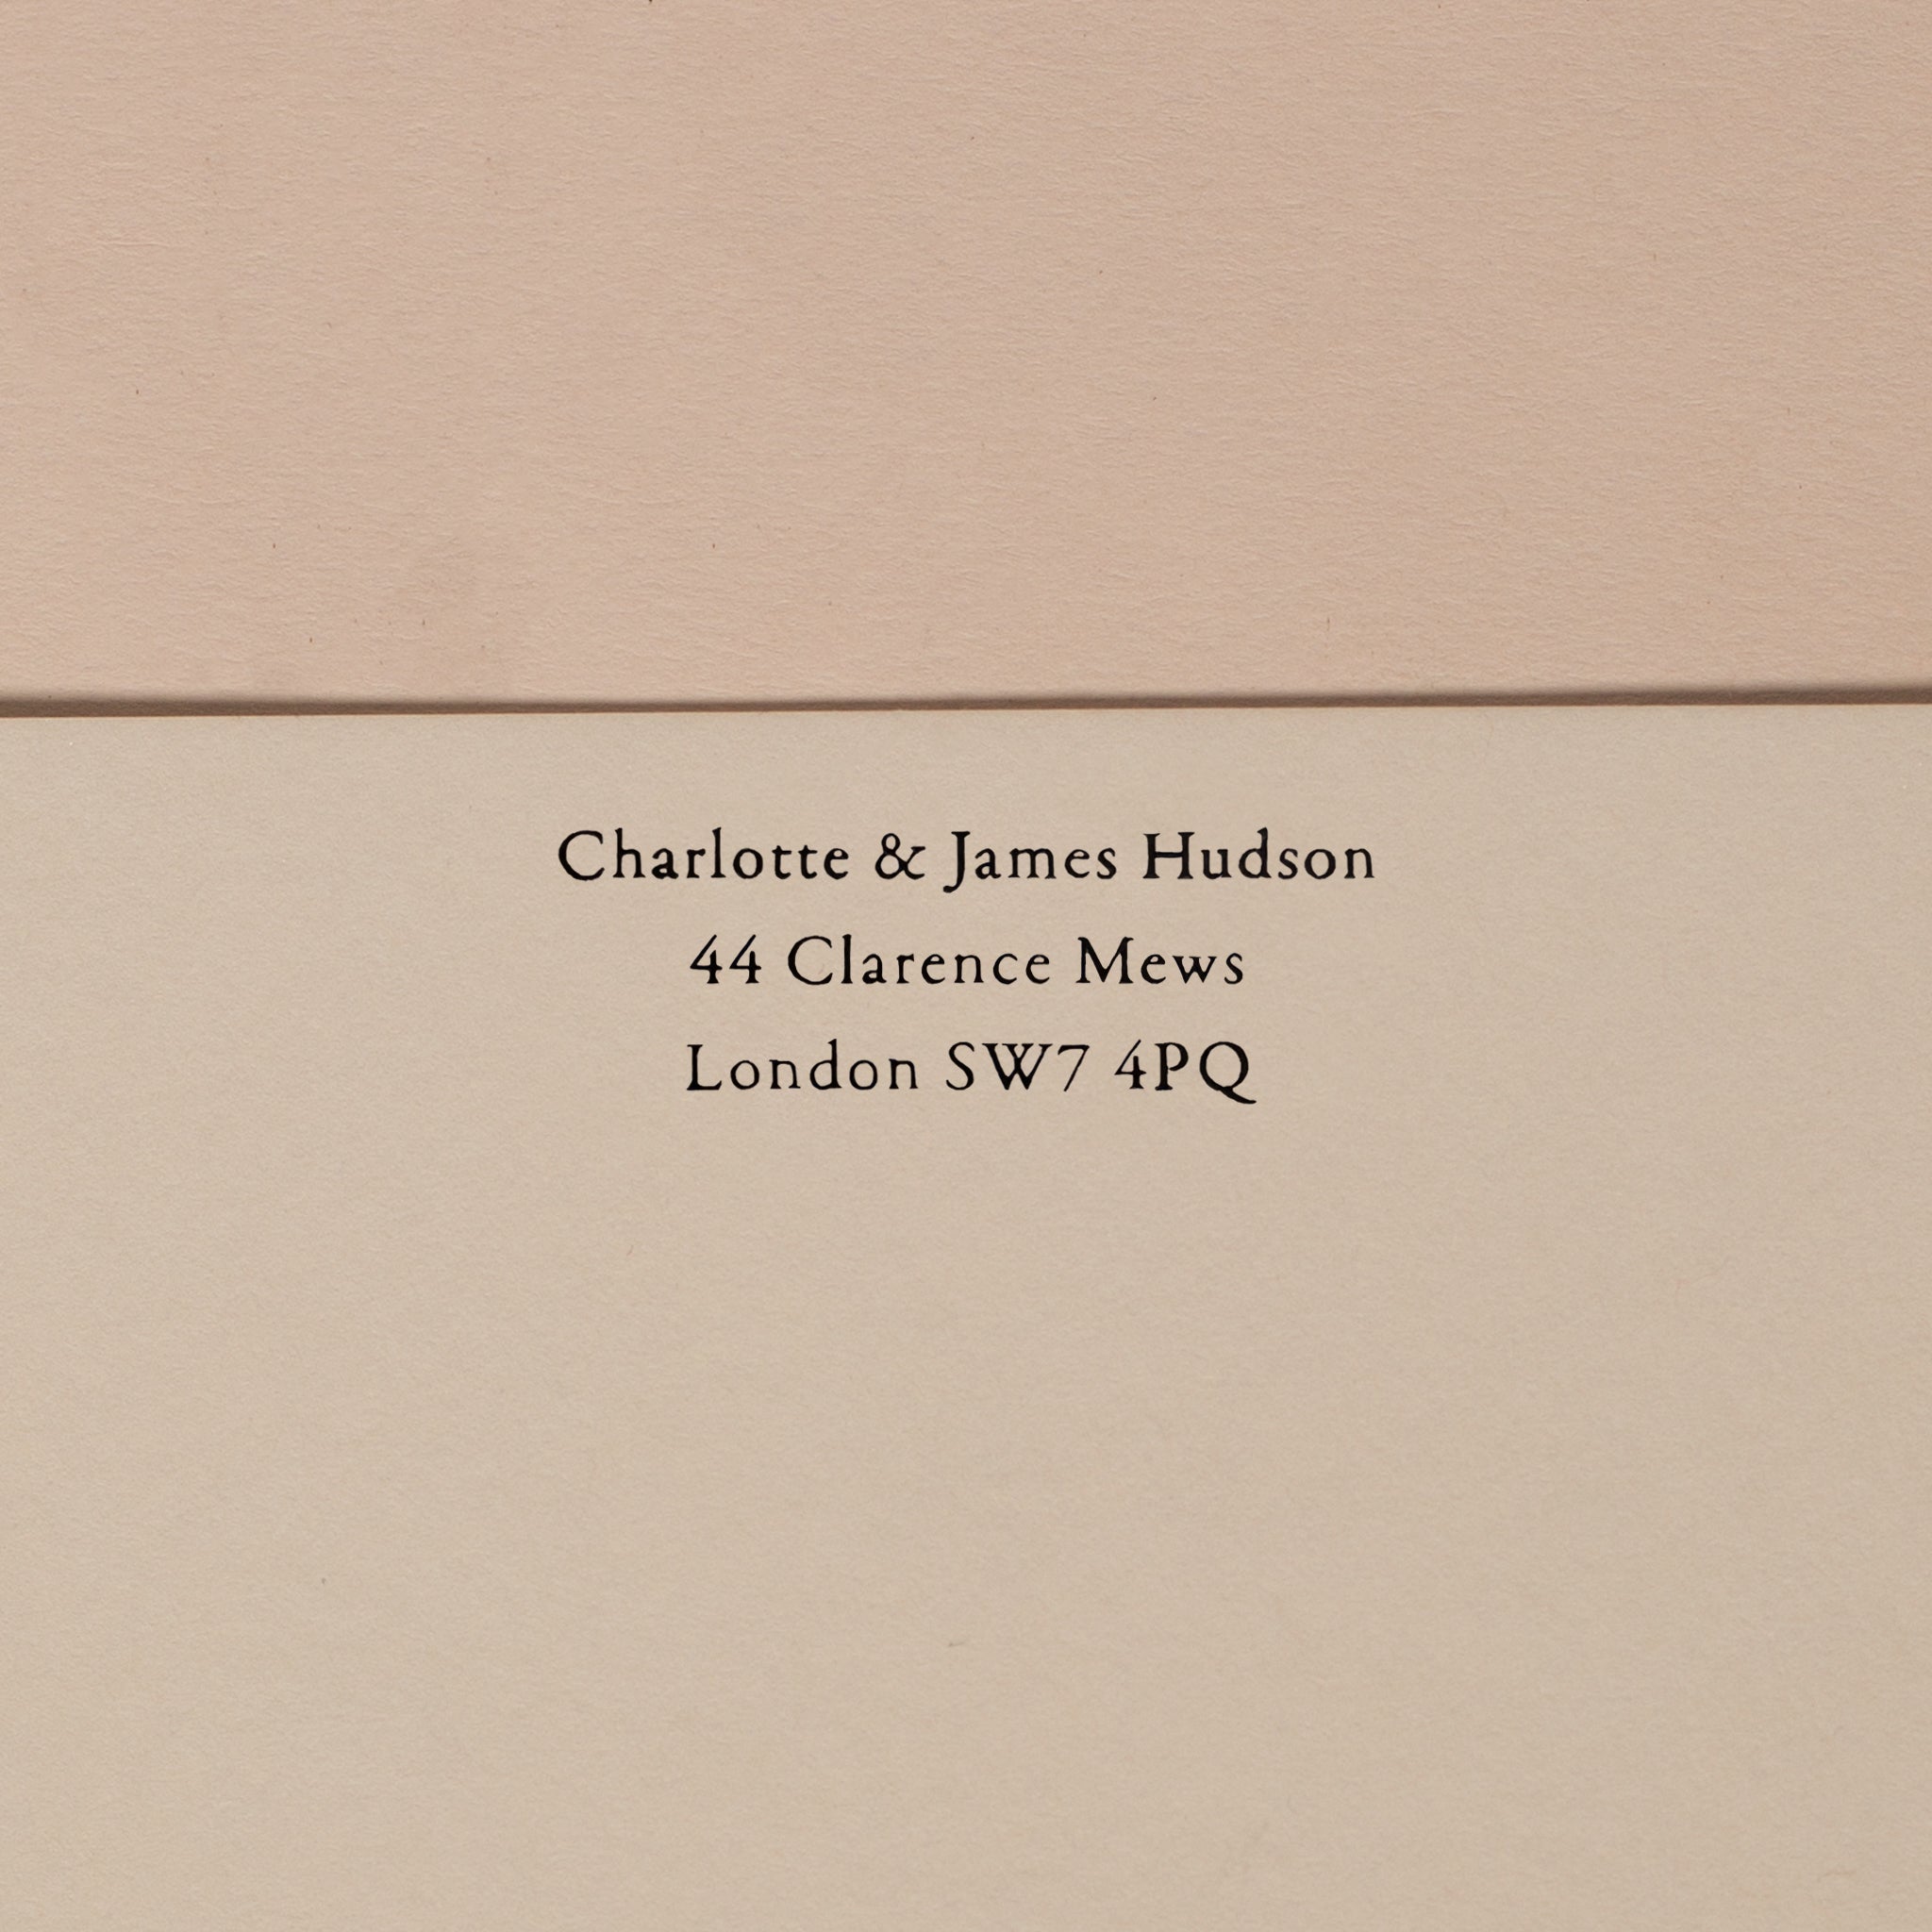 Charlotte & James Hudson
44 Clarence Mews
London SW7 4PQ